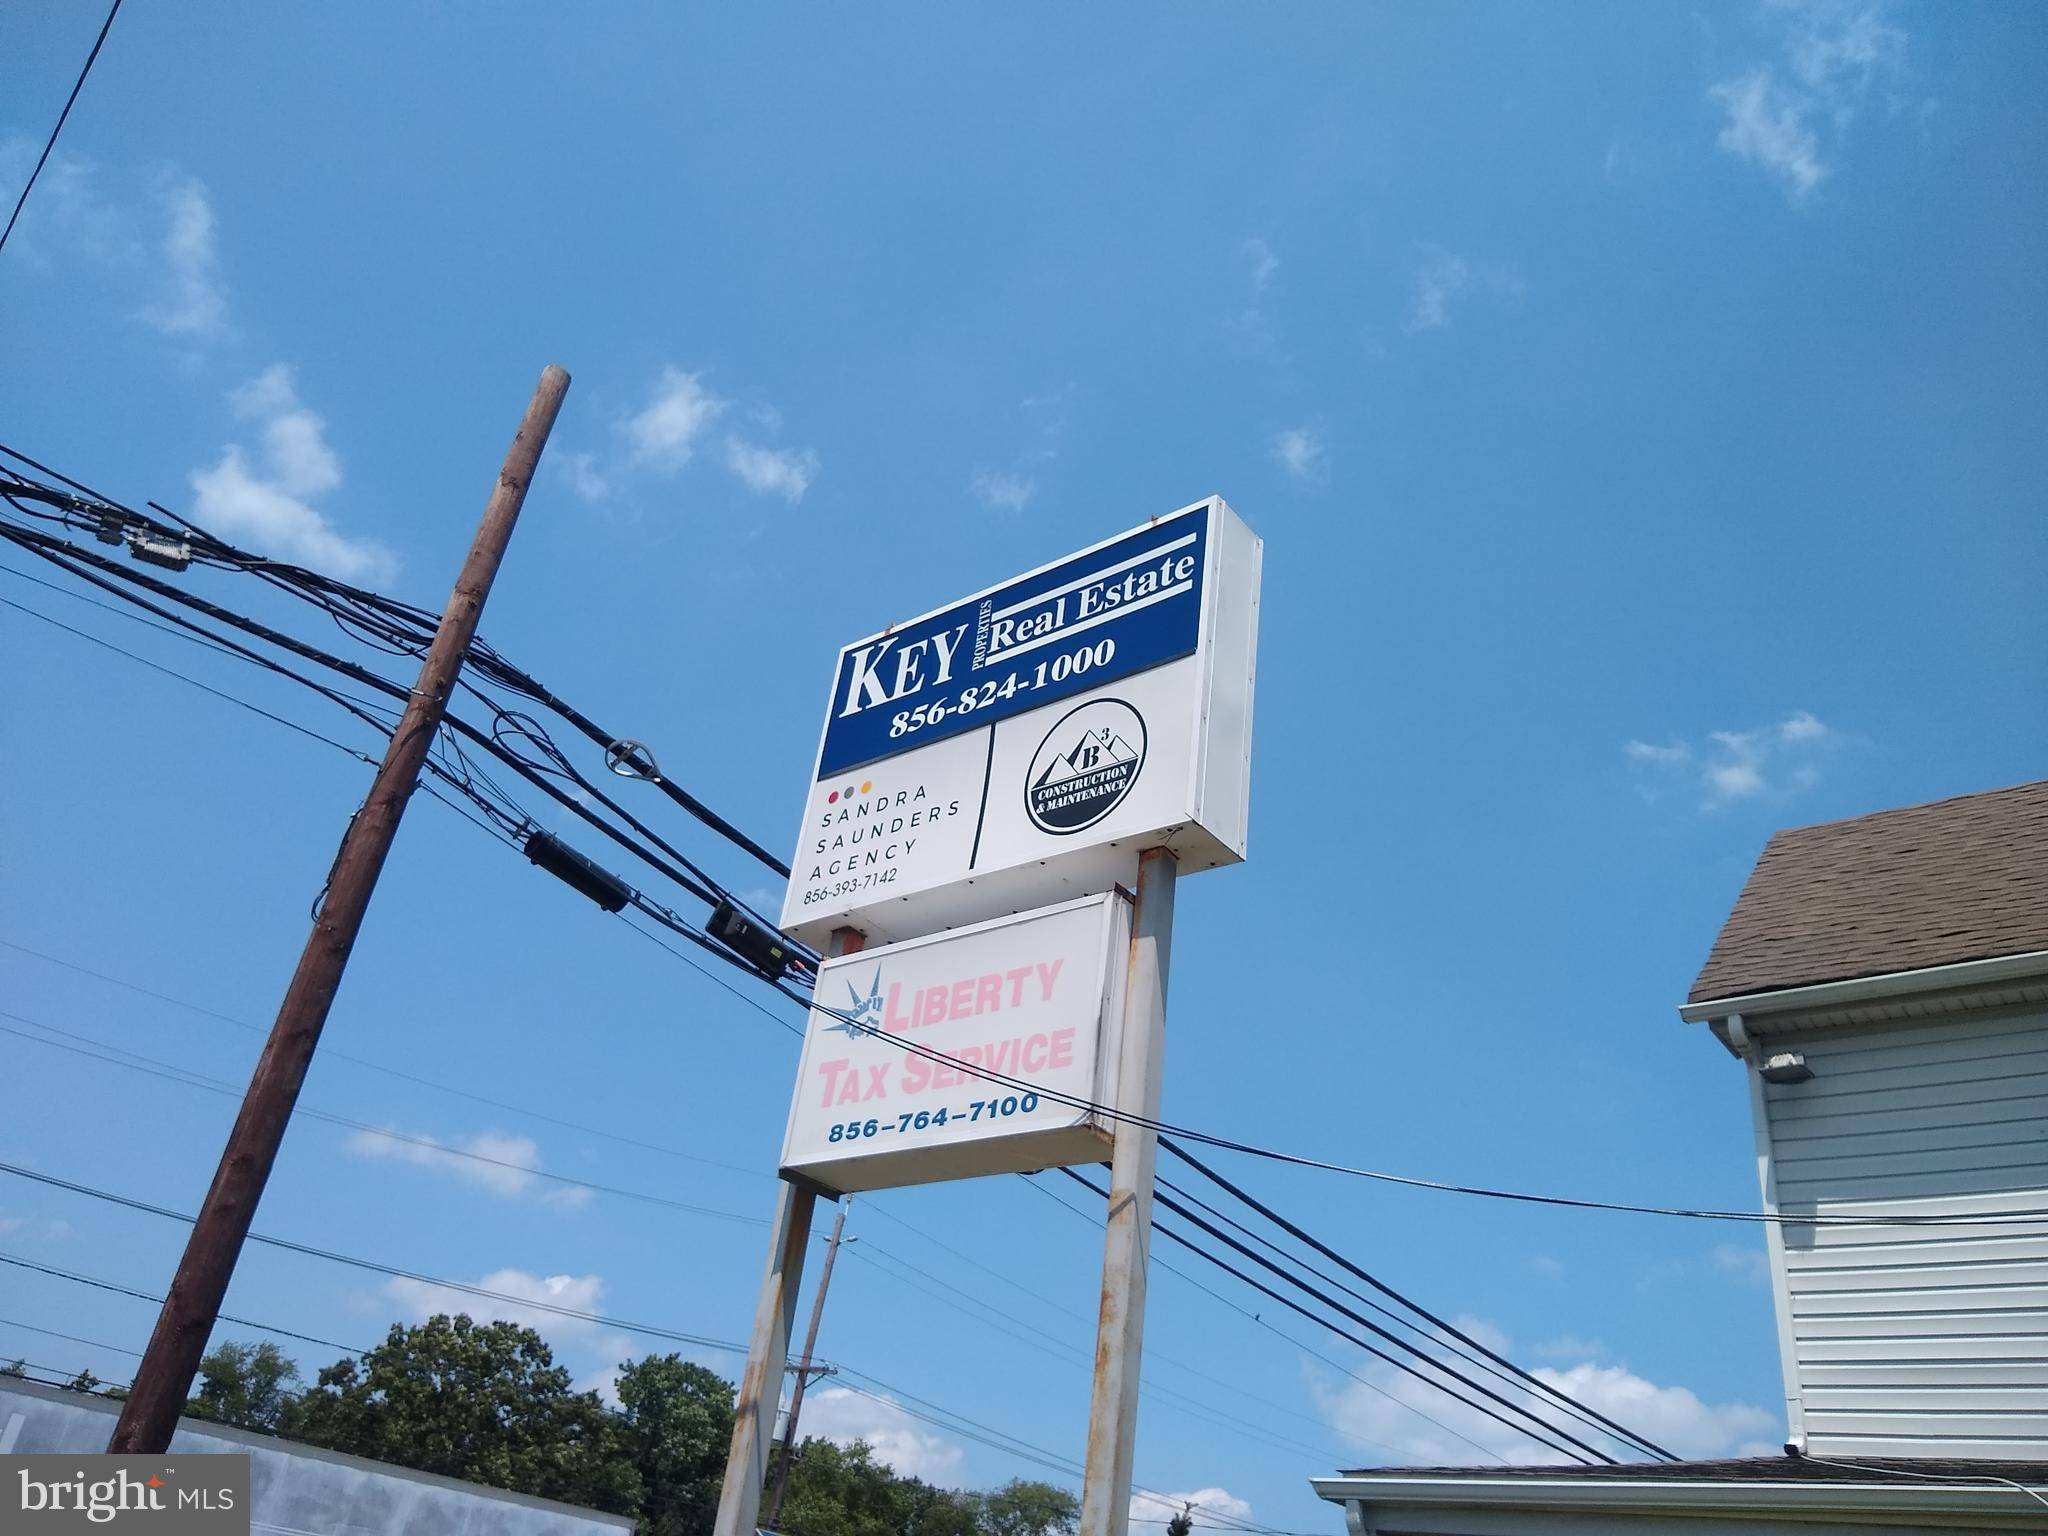 KEY PROPERTIES Real Estate
856-824-1000
SANDRA
SAUNDERS
AGENCY
856-393-7142
B3
CONSTRUCTION
& MAINTENANCE
LIBERTY
TAX SERVICE
856-764-7100
bright™ MLS